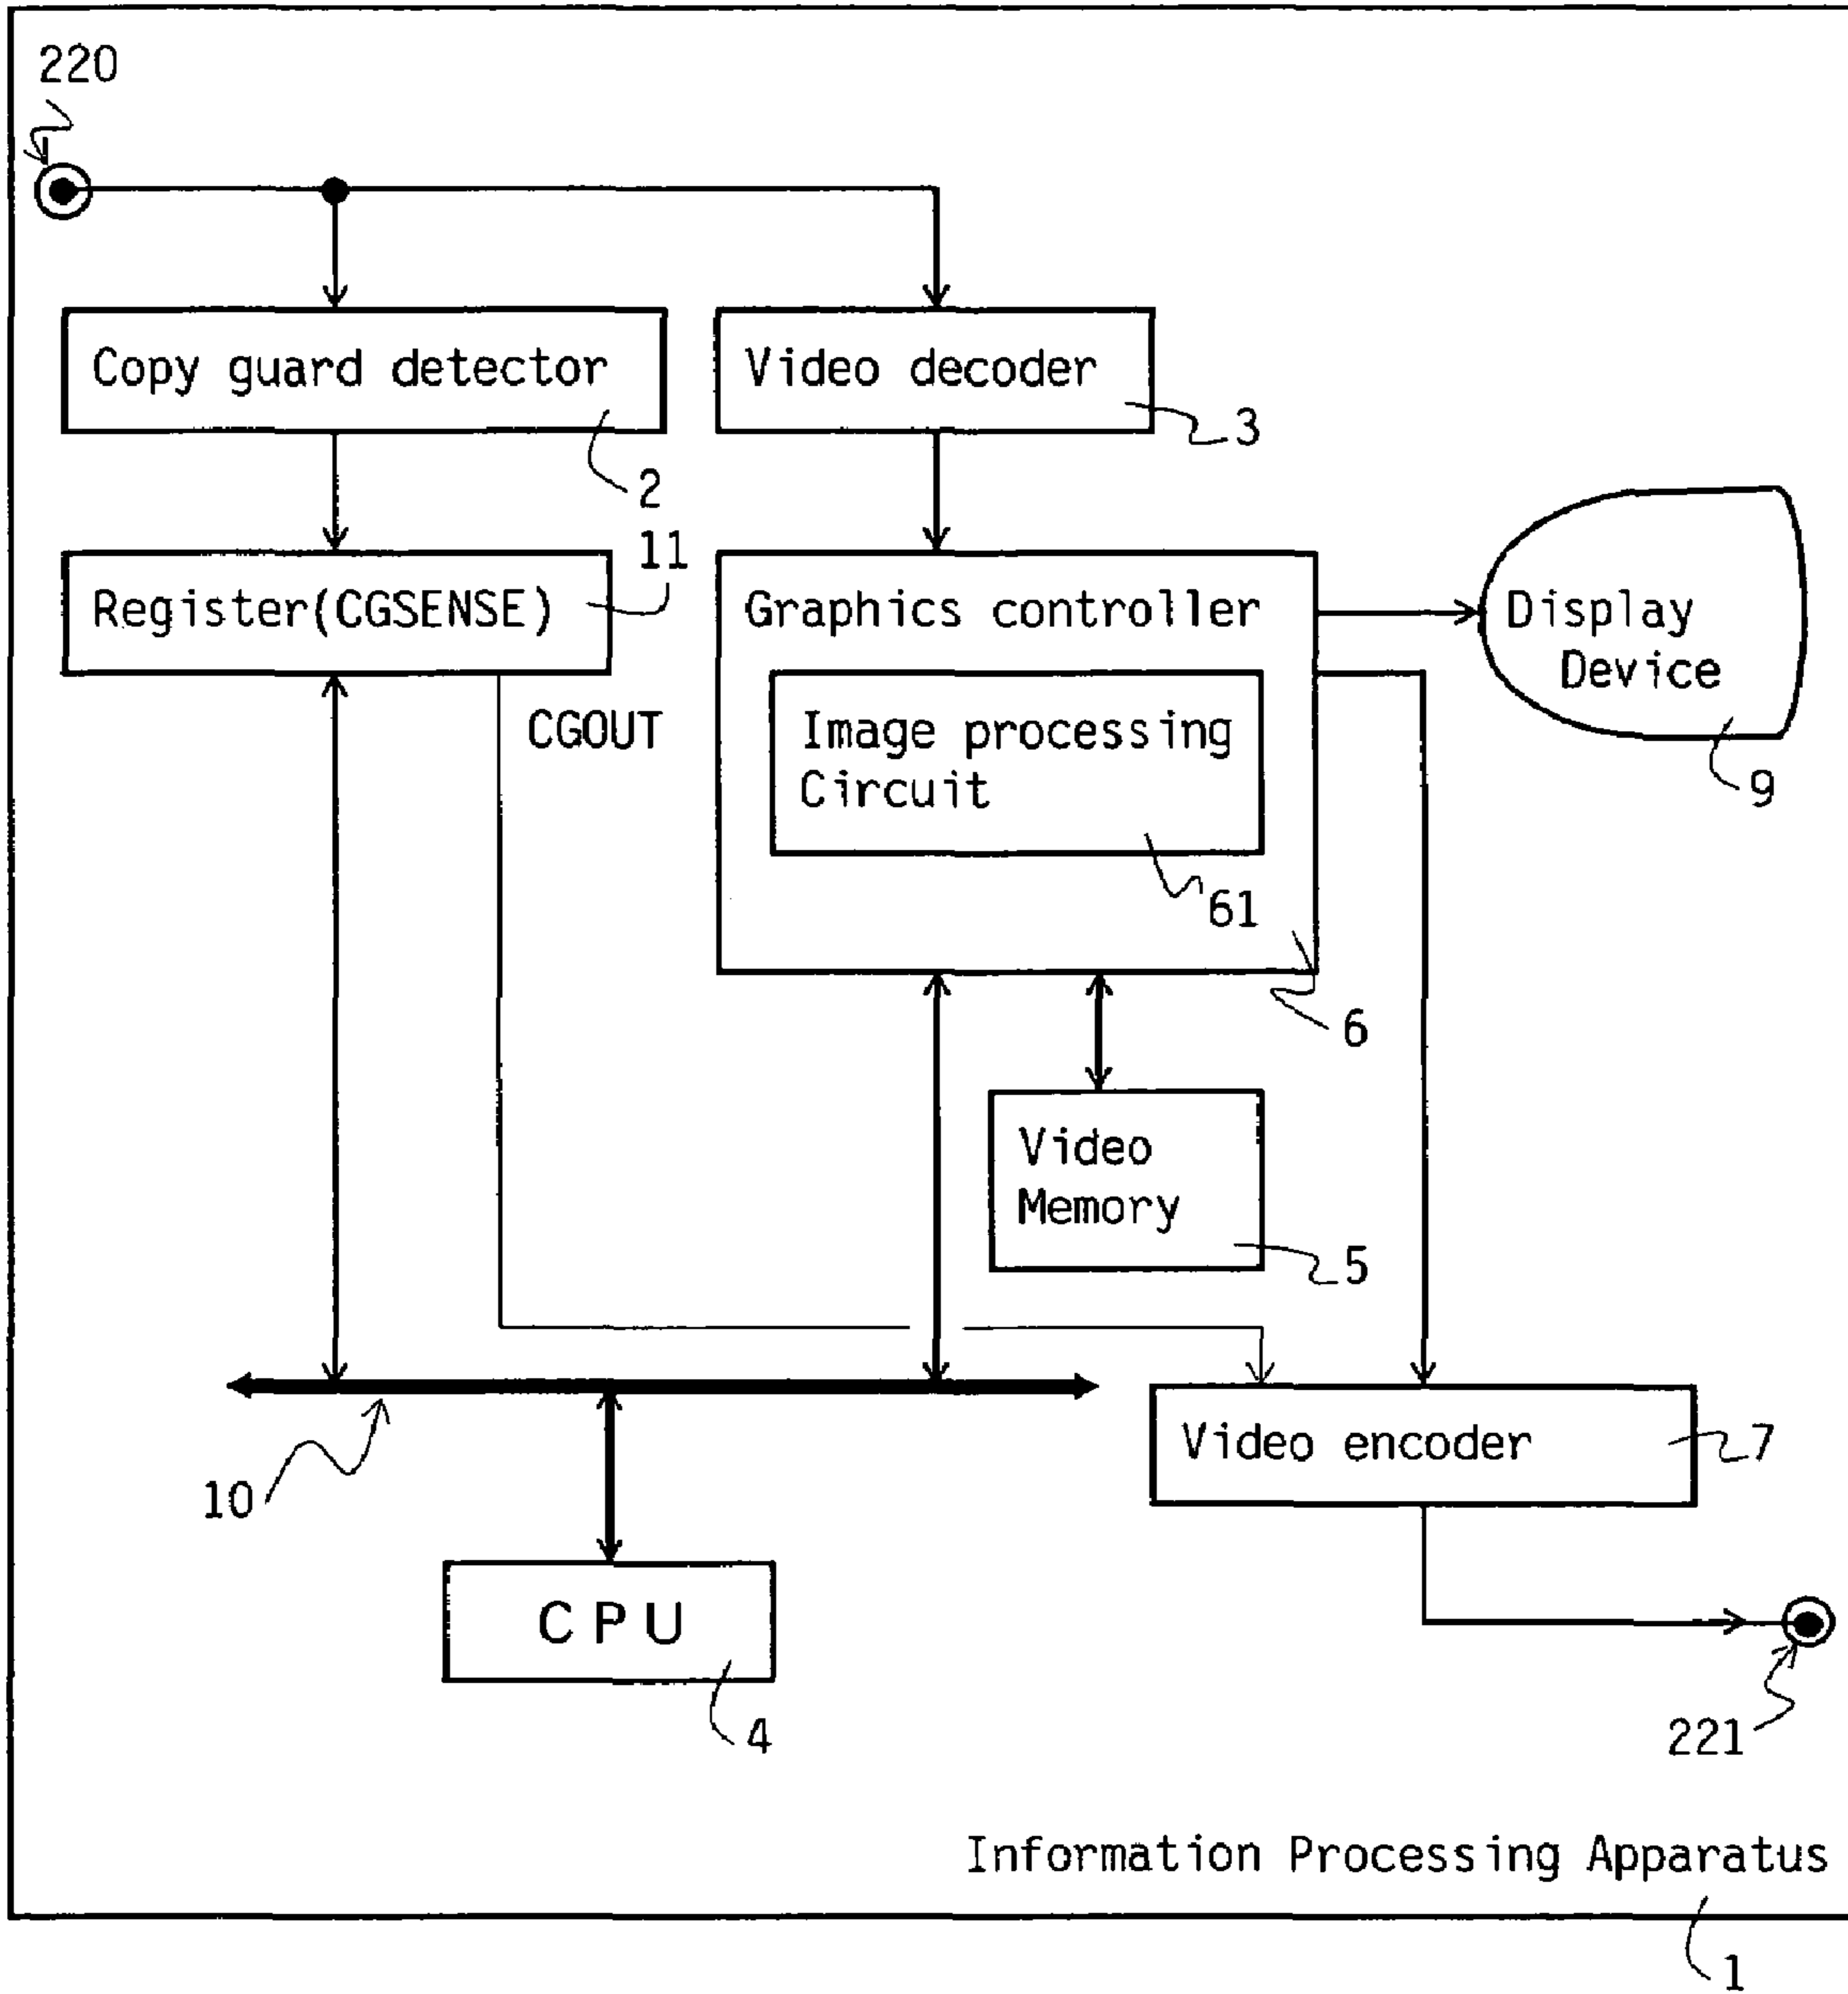 220
Copy guard detector
Video decoder
3
2
11
Register(CGSENSE)
Graphics controller
Display
Device
CGOUT
Image processing
Circuit
9
61
6
Video
Memory
5
Video encoder
7
10
CPU
4
221
Information Processing Apparatus
1